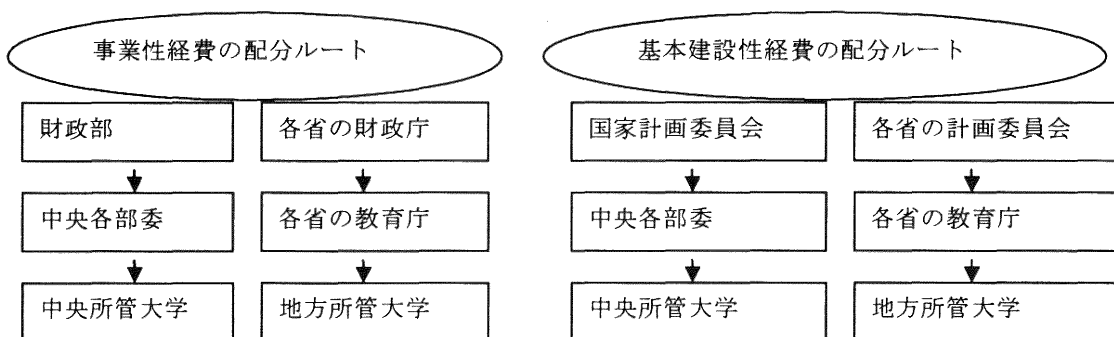 事業性経費の配分ルート
財政部
各省の財政庁
中央各部委
各省の教育庁
中央所管大学
地方所管大学
基本建設性経費の配分ルート
国家計画委員会
各省の計画委員会
中央各部委
各省の教育庁
中央所管大学
地方所管大学